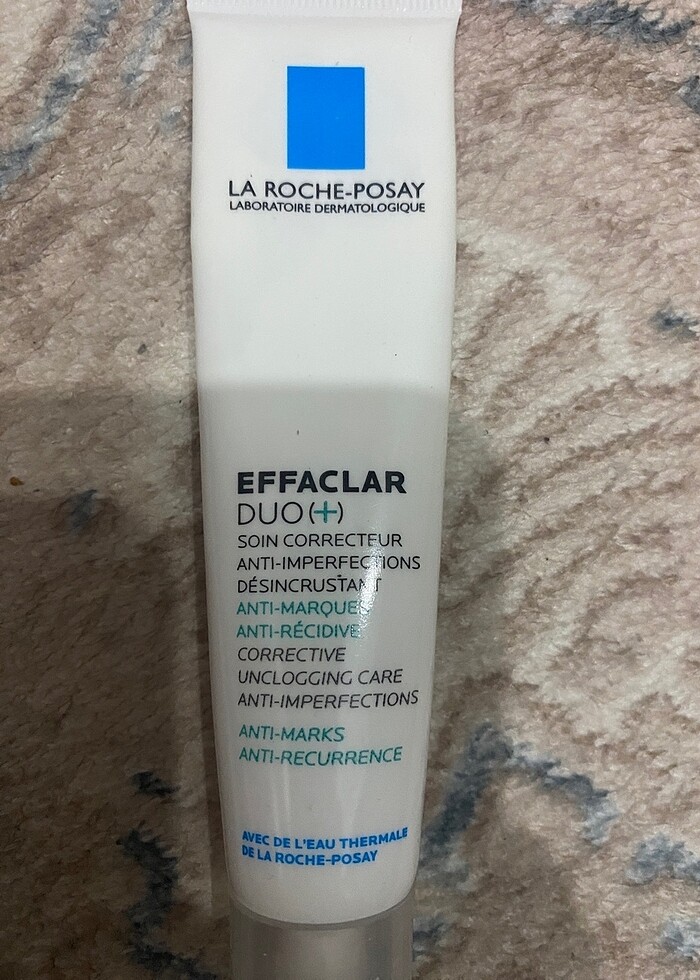 LA ROCHE-POSAY
LABORATOIRE DERMATOLOGIQUE
EFFACLAR
DUO (+)
SOIN CORRECTEUR
ANTI-IMPERFECTIONS
DÉSINCRUSTANT
ANTI-MARQUES
ANTI-RÉCIDIVE
CORRECTIVE
UNCLOGGING CARE
ANTI-IMPERFECTIONS
ANTI-MARKS
ANTI-RECURRENCE
AVEC DE L'EAU THERMALE
DE LA ROCHE-POSAY